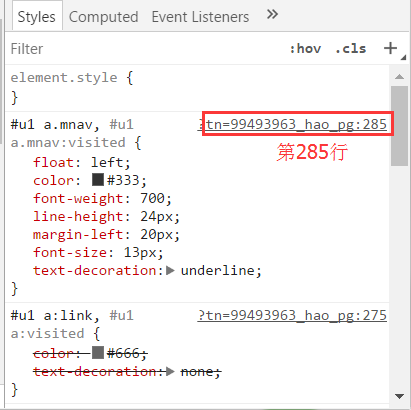 Styles Computed Event Listeners »
Filter :hov .cls +
element.style {
}
#u1 a.mnav, #u1 ?tn=99493963_hao_pg:285
a.mnav:visited {
第285行
float: left;
color: #333;
font-weight: 700;
line-height: 24px;
margin-left: 20px;
font-size: 13px;
text-decoration: underline;
}
#u1 a:link, #u1 ?tn=99493963_hao_pg:275
a:visited {
color: #666;
text-decoration: none;
}